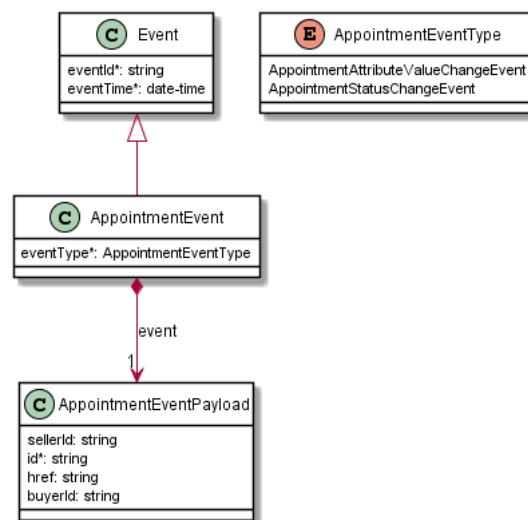 C Event
eventId*: string
eventTime*: date-time
E AppointmentEventType
AppointmentAttributeValueChangeEvent
AppointmentStatusChangeEvent
C AppointmentEvent
eventType*: AppointmentEventType
event
1
C AppointmentEventPayload
sellerId: string
id*: string
href: string
buyerId: string